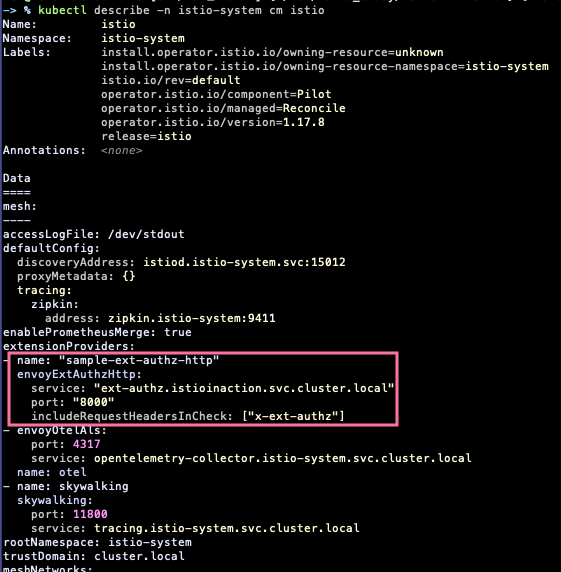 -> % kubectl describe -n istio-system cm istio
Name:         istio
Namespace:    istio-system
Labels:       install.operator.istio.io/owning-resource=unknown
              install.operator.istio.io/owning-resource-namespace=istio-system
              istio.io/rev=default
              operator.istio.io/component=Pilot
              operator.istio.io/managed=Reconcile
              operator.istio.io/version=1.17.8
              release=istio
Annotations:  <none>

Data
====
mesh:
----
accessLogFile: /dev/stdout
defaultConfig:
  discoveryAddress: istiod.istio-system.svc:15012
  proxyMetadata: {}
  tracing:
    zipkin:
      address: zipkin.istio-system:9411
enablePrometheusMerge: true
extensionProviders:
- name: "sample-ext-authz-http"
  envoyExtAuthzHttp:
    service: "ext-authz.istioinaction.svc.cluster.local"
    port: "8000"
    includeRequestHeadersInCheck: ["x-ext-authz"]
- envoyOtelAls:
    port: 4317
    service: opentelemetry-collector.istio-system.svc.cluster.local
  name: otel
- name: skywalking
  skywalking:
    port: 11800
    service: tracing.istio-system.svc.cluster.local
rootNamespace: istio-system
trustDomain: cluster.local
meshNetworks: